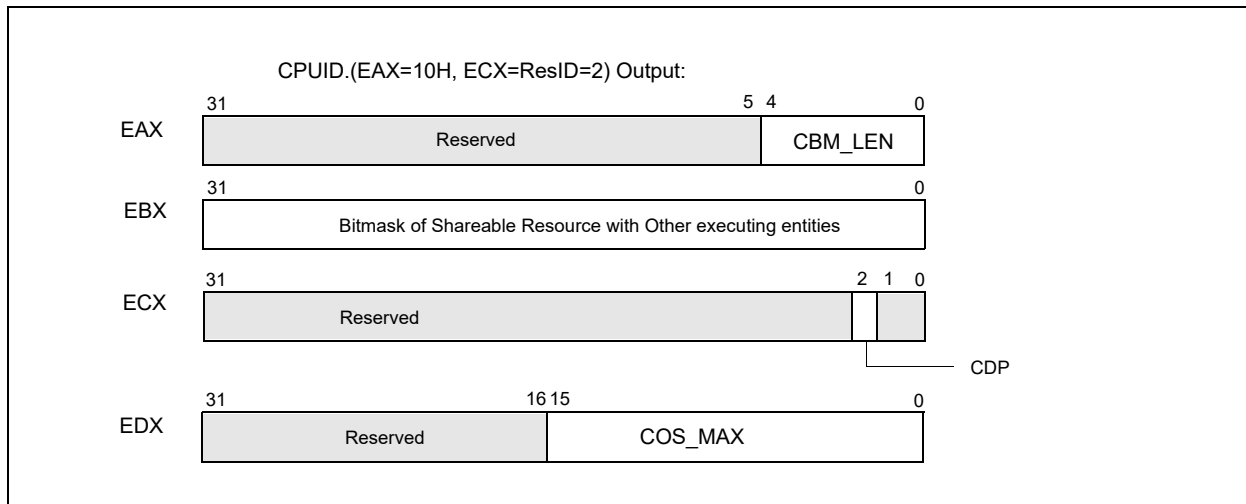 CPUID.(EAX=10H, ECX=ResID=2) Output:
31 5 4 0
EAX Reserved CBM_LEN
31 0
EBX Bitmask of Shareable Resource with Other executing entities
31 2 1 0
ECX Reserved
CDP
31 16 15 0
EDX Reserved COS_MAX